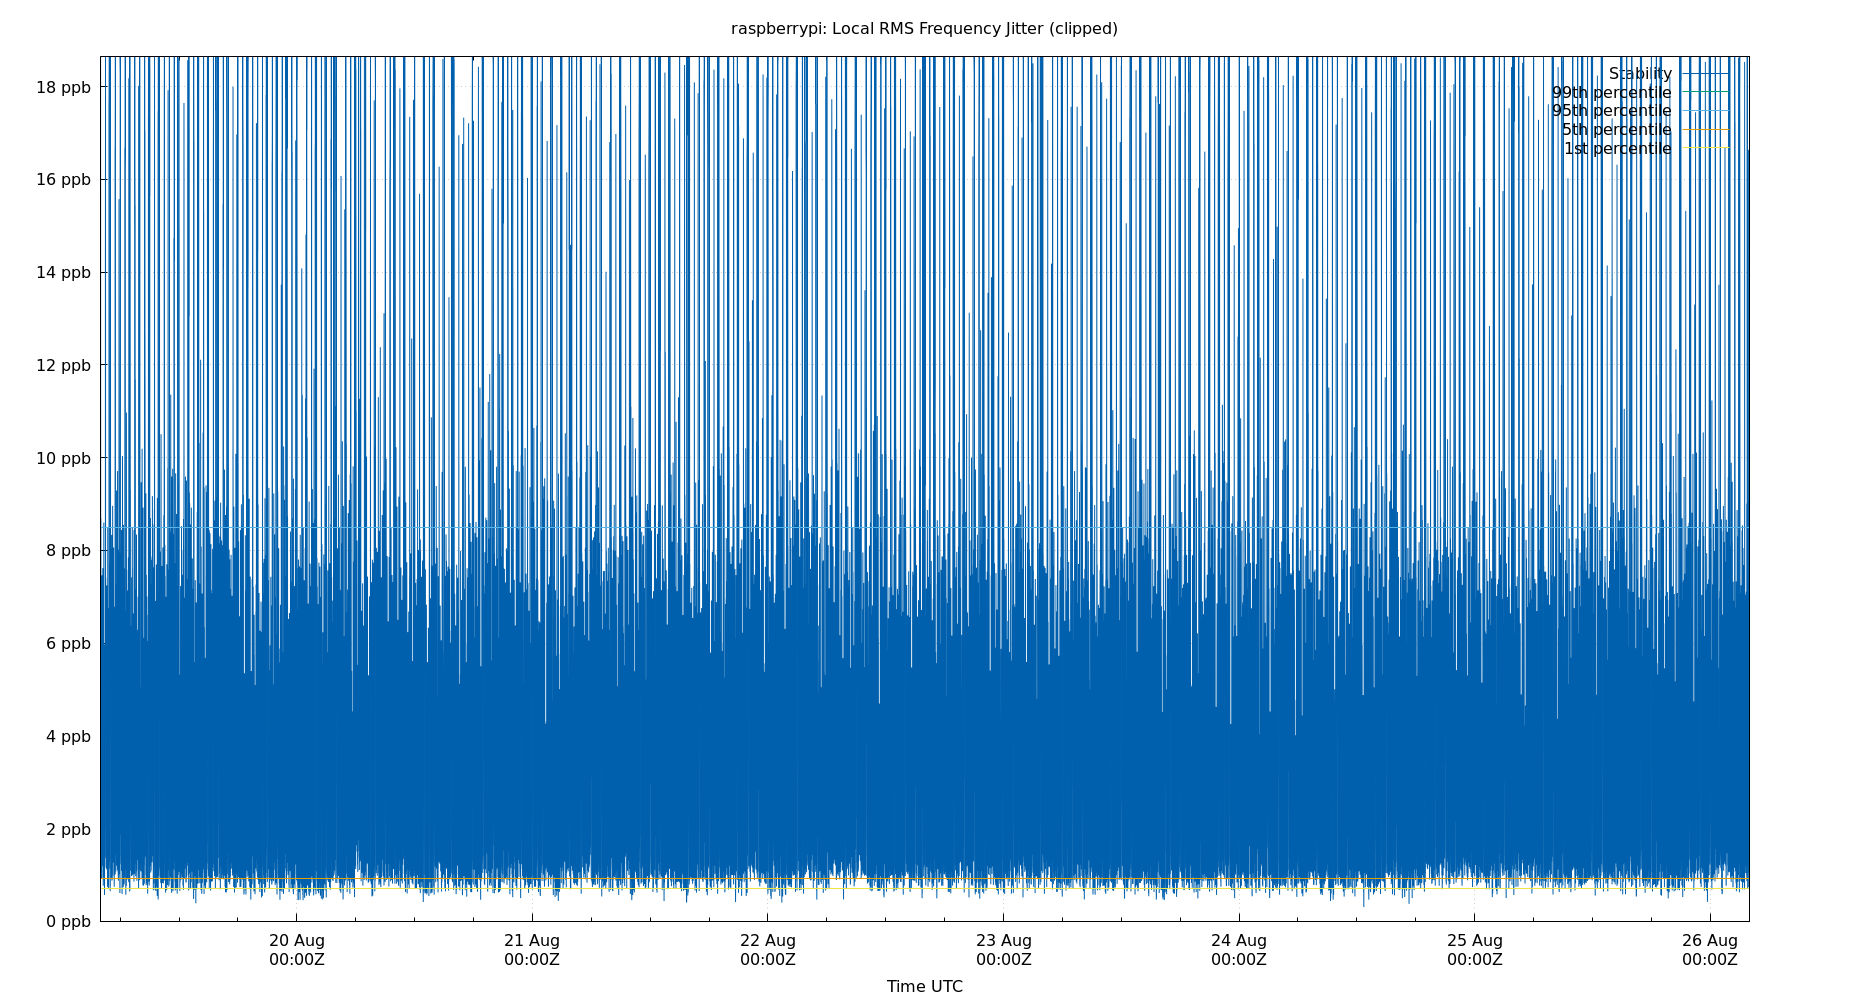 raspberrypi: Local RMS Frequency Jitter (clipped)
18 ppb
16 ppb
14 ppb
12 ppb
10 ppb
8 ppb
6 ppb
4 ppb
2 ppb
0 ppb
Stability
99th percentile
95th percentile
5th percentile
1st percentile
20 Aug
00:00Z
21 Aug
00:00Z
22 Aug
00:00Z
23 Aug
00:00Z
24 Aug
00:00Z
25 Aug
00:00Z
26 Aug
00:00Z
Time UTC